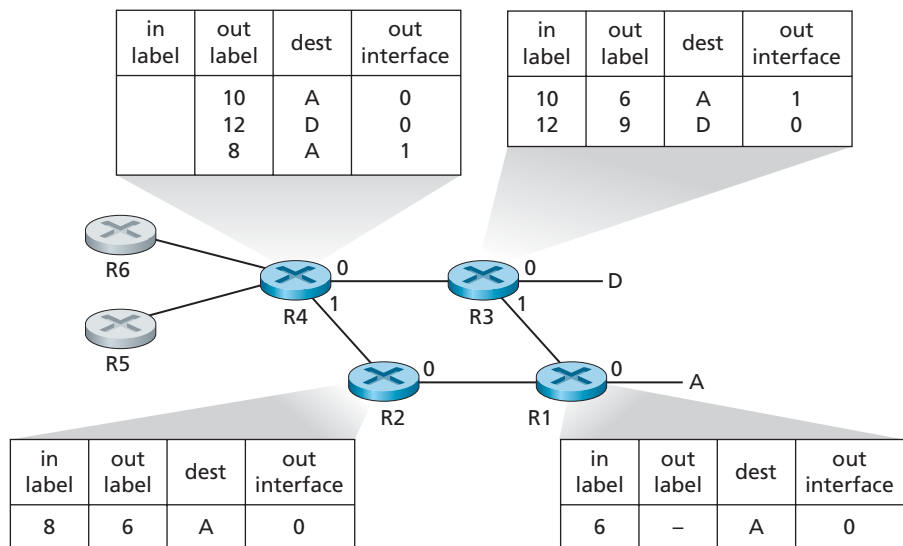 in label out label dest out interface
10 A 0
12 D 0
8 A 1
in label out label dest out interface
10 6 A 1
12 9 D 0
R6
R5
R4
0
1
R3
0
1
D
R2
0
R1
0
A
in label out label dest out interface
8 6 A 0
in label out label dest out interface
6 – A 0